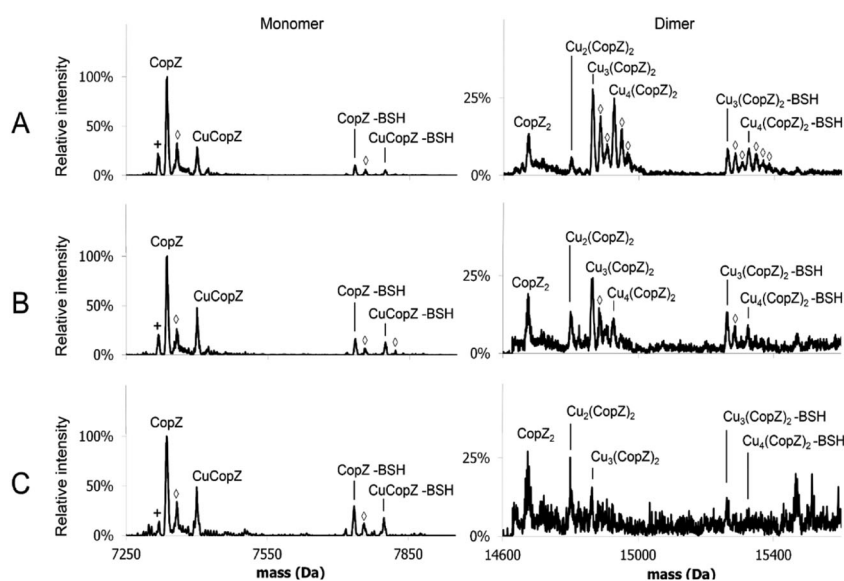 Monomer
Dimer
A
Relative intensity
100%
50%
100%
+
CopZ
◊
CuCopZ
CopZ -BSH
◊
CuCopZ -BSH
25%
0%
CopZ₂
Cu₂(CopZ)₂
Cu₃(CopZ)₂
◊
◊
Cu₄(CopZ)₂
◊
◊
Cu₃(CopZ)₂ -BSH
◊
◊
Cu₄(CopZ)₂ -BSH
◊
◊
◊
B
Relative intensity
100%
50%
0%
+
CopZ
◊
CuCopZ
CopZ -BSH
◊
CuCopZ -BSH
◊
25%
0%
CopZ₂
Cu₂(CopZ)₂
Cu₃(CopZ)₂
◊
Cu₄(CopZ)₂
Cu₃(CopZ)₂ -BSH
◊
Cu₄(CopZ)₂ -BSH
C
Relative intensity
100%
50%
0%
+
CopZ
◊
CuCopZ
CopZ -BSH
◊
CuCopZ -BSH
25%
0%
CopZ₂
Cu₂(CopZ)₂
Cu₃(CopZ)₂
Cu₃(CopZ)₂ -BSH
Cu₄(CopZ)₂ -BSH
7250
7550
7850
mass (Da)
14600
15000
15400
mass (Da)